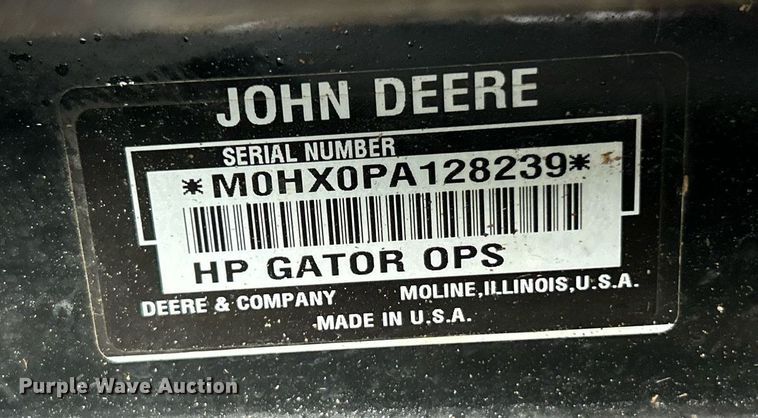 JOHN DEERE
SERIAL NUMBER
*M0HX0PA128239*
HP GATOR OPS
DEERE & COMPANY MOLINE,ILLINOIS,U.S.A.
MADE IN U.S.A.
Purple Wave Auction